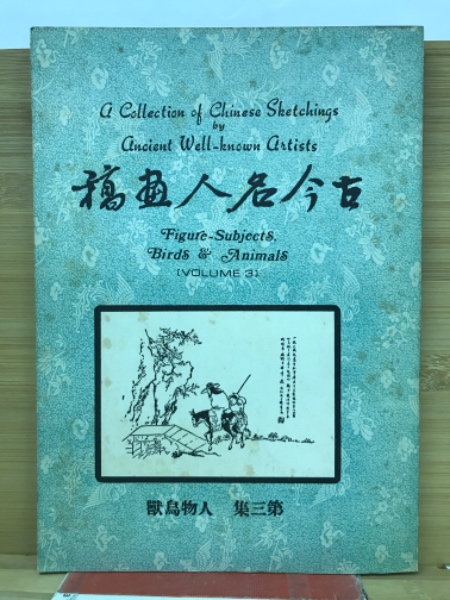 A Collection of Chinese Sketchings
by
Ancient Well-known Artists
古今名人畫稿
Figure-Subjects,
Birds & Animals
(VOLUME 3)
第三集 人物鳥獸